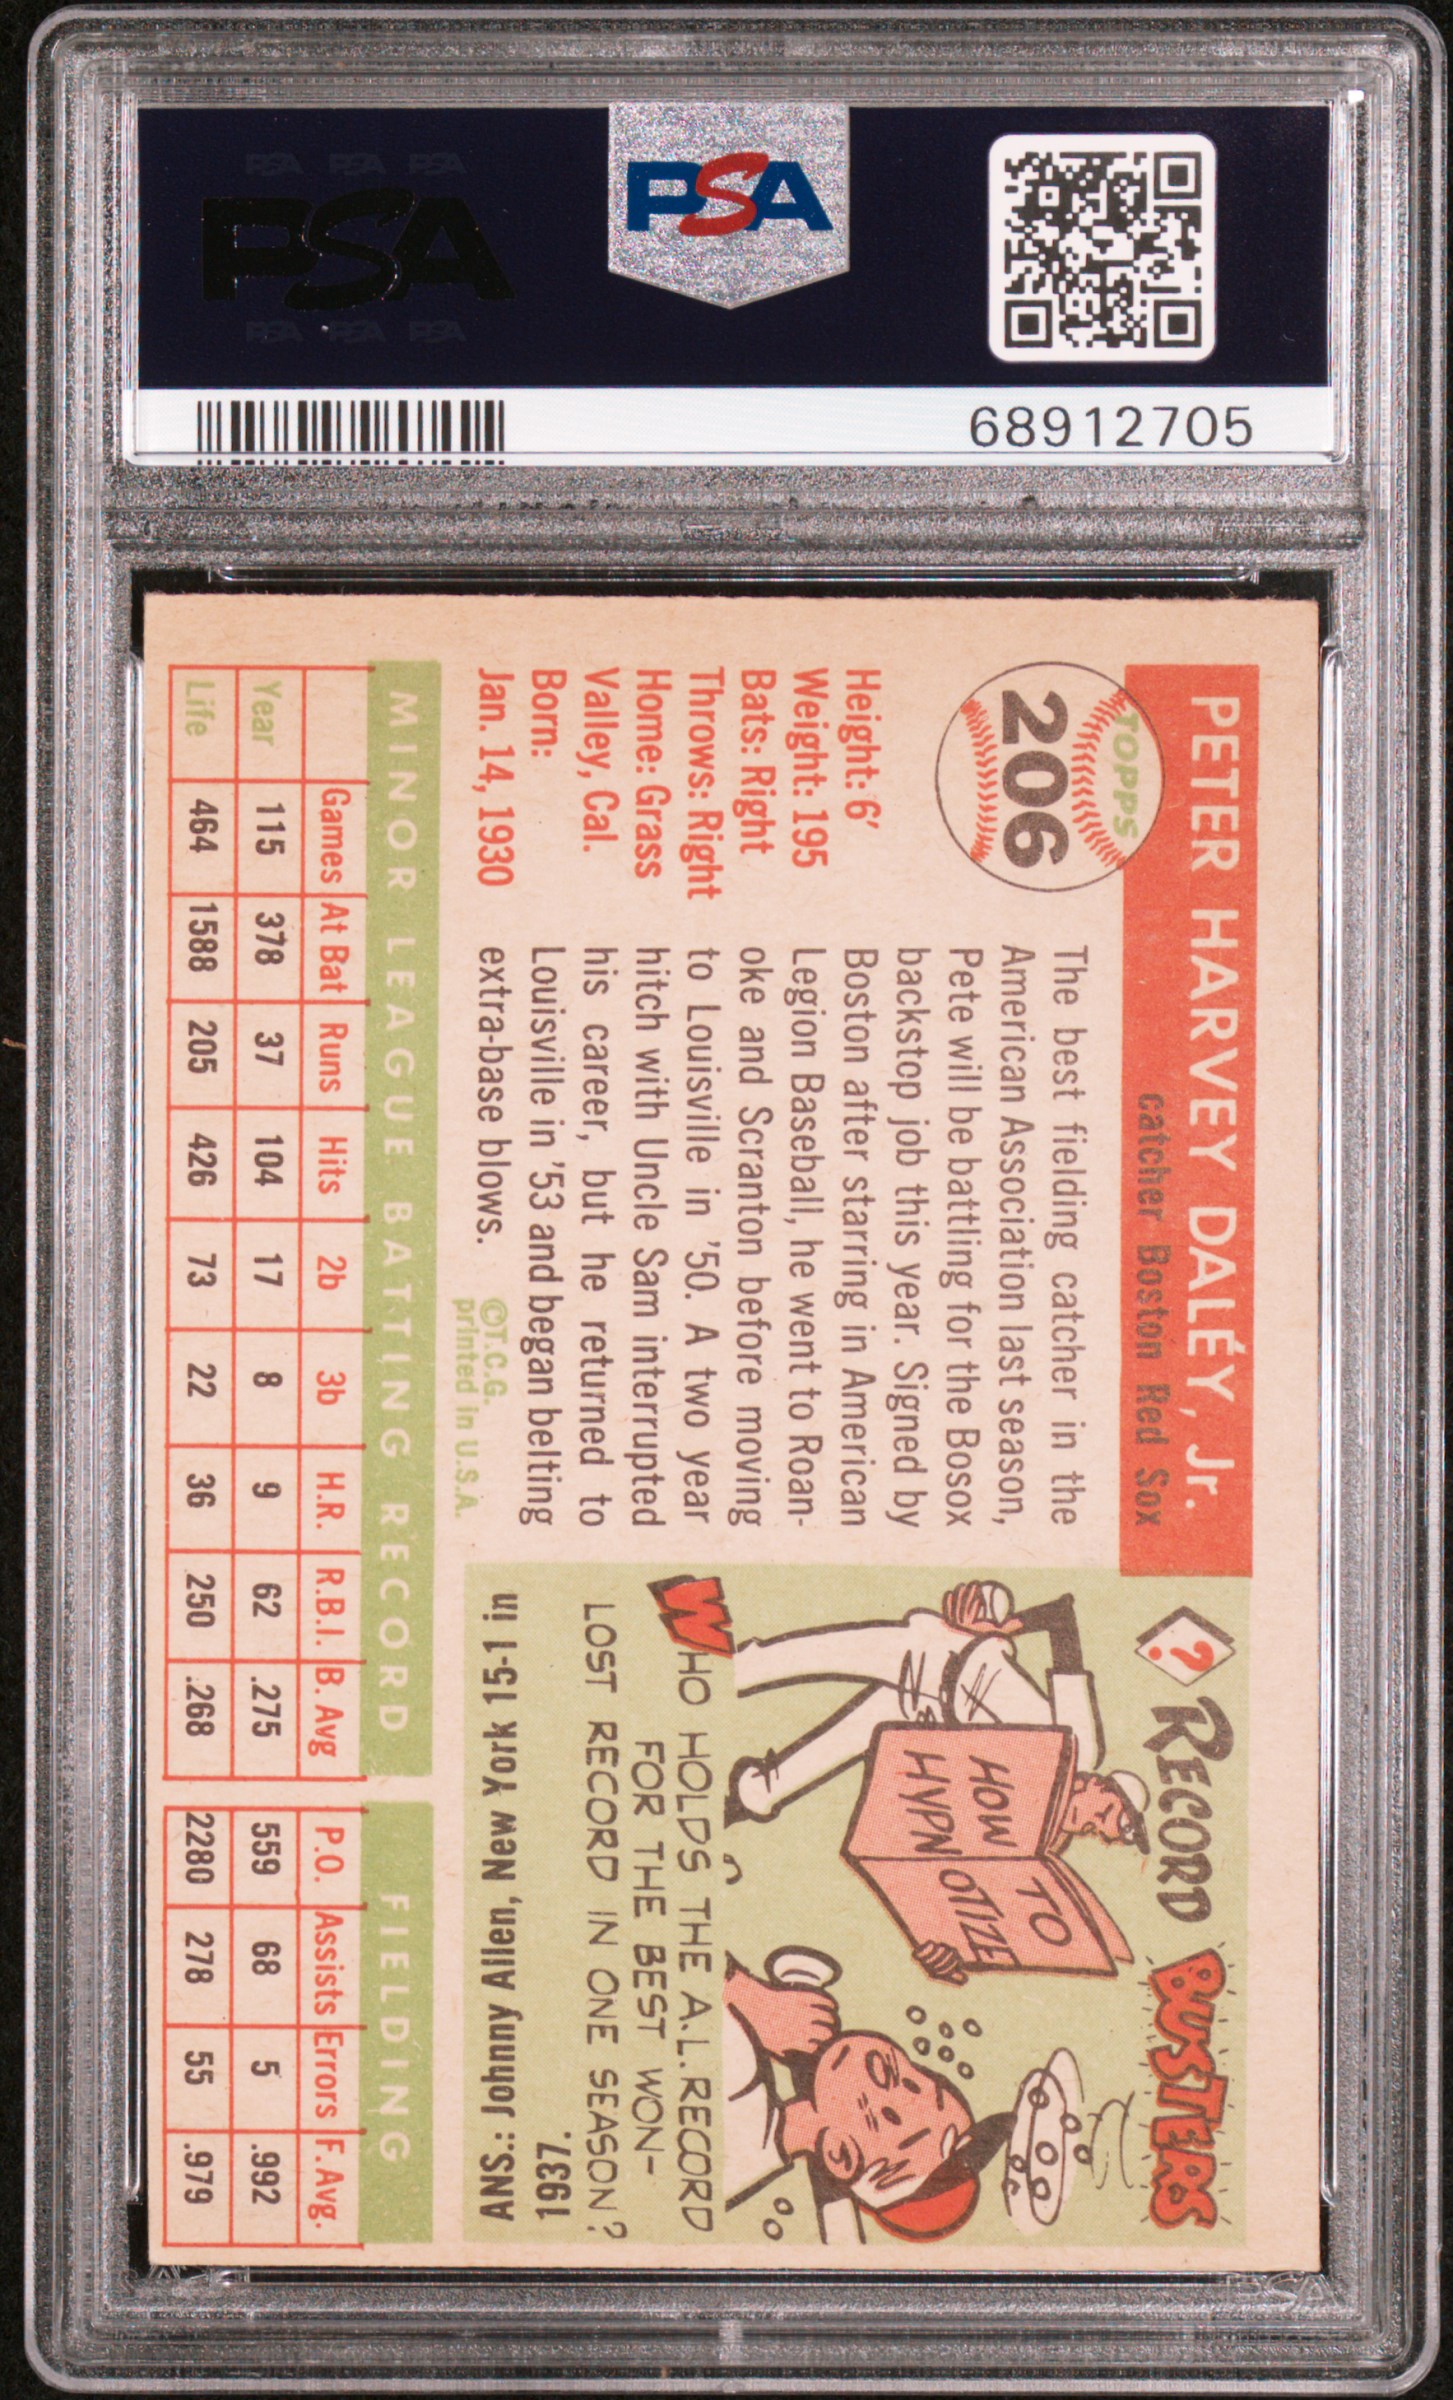 PSA PSA PSA
PSA
PSA PSA PSA
PSA
68912705
PETER HARVEY DALEY, Jr.
catcher Boston Red Sox
TOPPS
206
Height: 6'
Weight: 195
Bats: Right
Throws: Right
Home: Grass
Valley, Cal.
Born:
Jan. 14, 1930
The best fielding catcher in the
American Association last season,
Pete will be battling for the Bosox
backstop job this year. Signed by
Boston after starring in American
Legion Baseball, he went to Roan-
oke and Scranton before moving
to Louisville in '50. A two year
hitch with Uncle Sam interrupted
his career, but he returned to
Louisville in '53 and began belting
extra-base blows.
©T.C.G.
printed in U.S.A.
? RECORD BUSTERS
HOW TO
HYPNOTIZE
WHO HOLDS THE A.L. RECORD
FOR THE BEST WON-
LOST RECORD IN ONE SEASON?
ANS.: Johnny Allen, New York 15-1 in
1937.
MINOR LEAGUE BATTING RECORD FIELDING
Games At Bat Runs Hits 2b 3b H.R. R.B.I. B. Avg P.O. Assists Errors F. Avg.
Year 115 378 37 104 17 8 9 62 .275 559 68 5 .992
Life 464 1588 205 426 73 22 36 250 .268 2280 278 55 .979
PSA